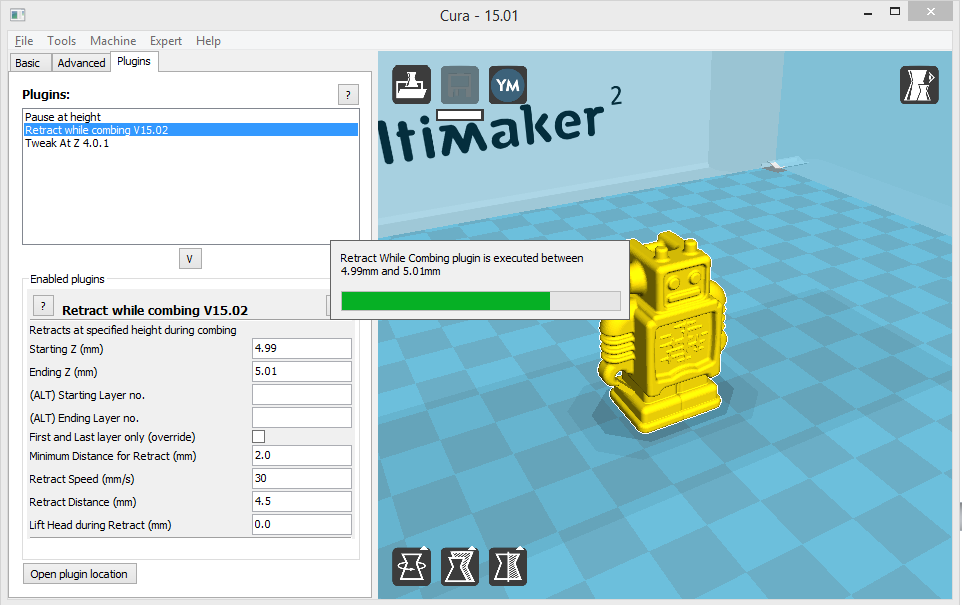 Cura - 15.01
File Tools Machine Expert Help
Basic Advanced Plugins
Plugins:
?
Pause at height
Retract while combing V15.02
Tweak At Z 4.0.1
V
Enabled plugins
?
Retract while combing V15.02
Retracts at specified height during combing
Starting Z (mm) 4.99
Ending Z (mm) 5.01
(ALT) Starting Layer no.
(ALT) Ending Layer no.
First and Last layer only (override)
Minimum Distance for Retract (mm) 2.0
Retract Speed (mm/s) 30
Retract Distance (mm) 4.5
Lift Head during Retract (mm) 0.0
Open plugin location
YM
ltimaker 2
Retract While Combing plugin is executed between
4.99mm and 5.01mm